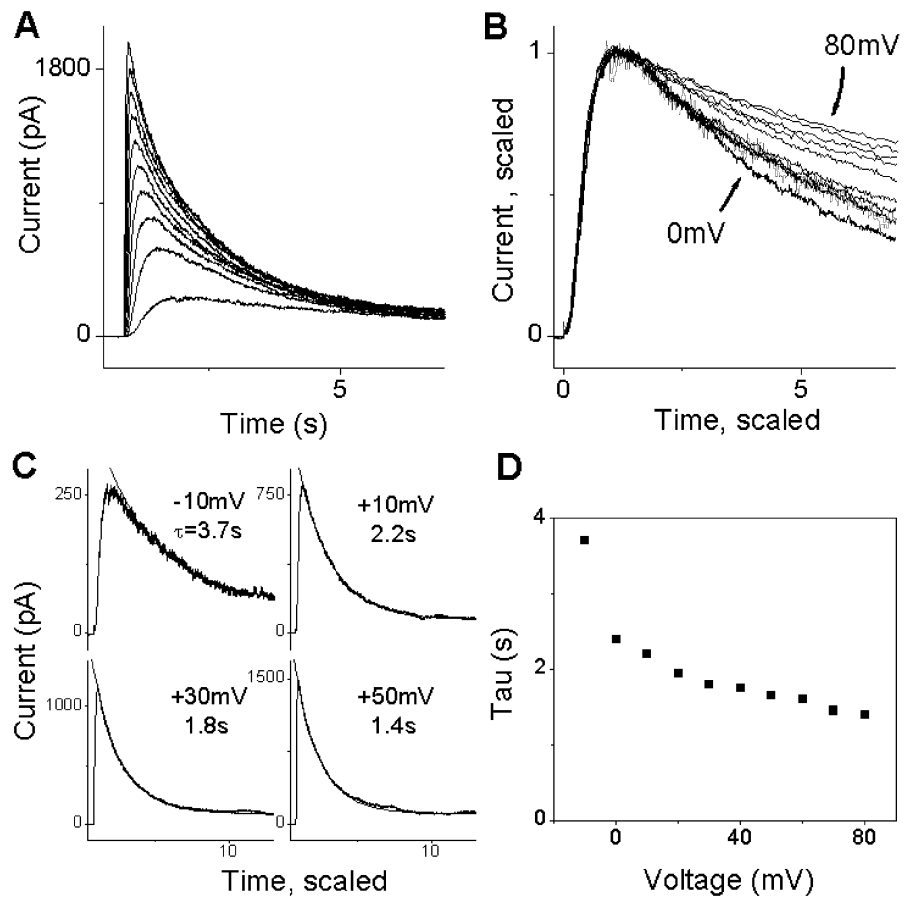 A
1800
Current (pA)
0
5
Time (s)
B
1
80mV
Current , scaled
0mV
0
0
5
Time, scaled
C
250
-10mV
τ=3.7s
0
750
+10mV
2.2s
0
Current (pA)
1000
+30mV
1.8s
0
10
1500
+50mV
1.4s
0
10
Time, scaled
D
4
Tau (s)
2
0
0
40
80
Voltage (mV)